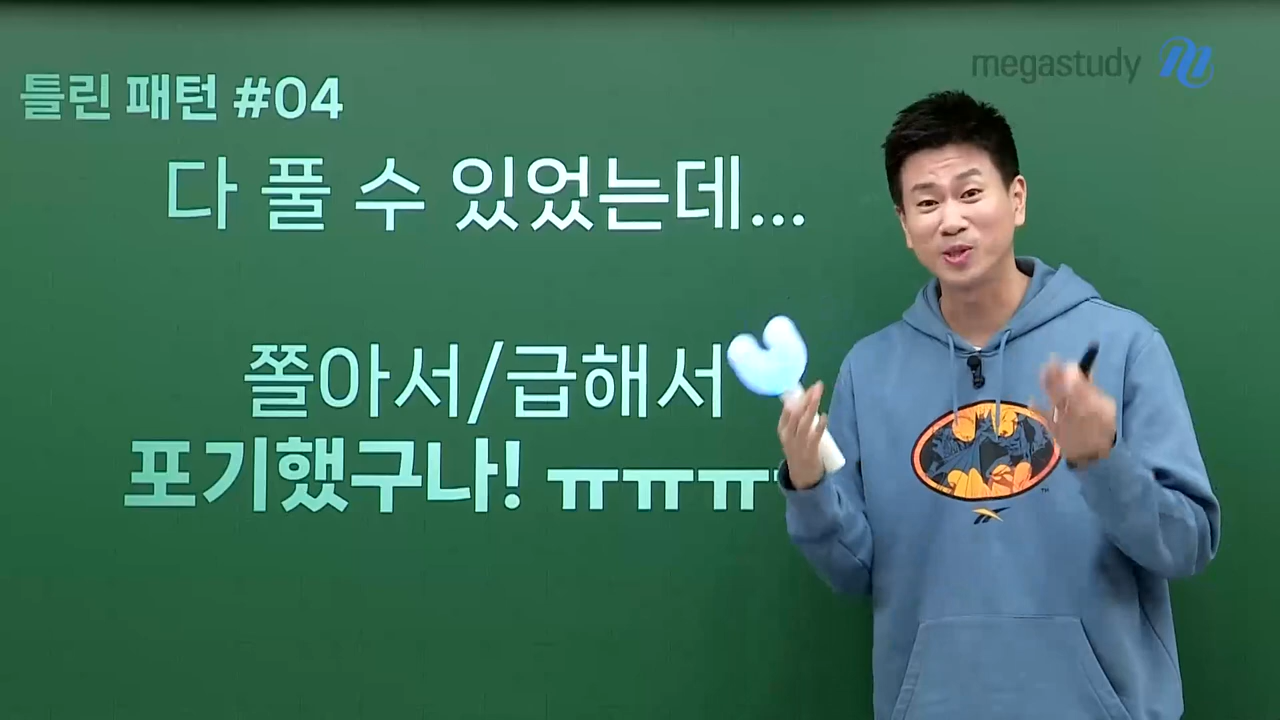 틀린 패턴 #04
다 풀 수 있었는데...
쫄아서/급해서
포기했구나! ㅠㅠㅠ
megastudy